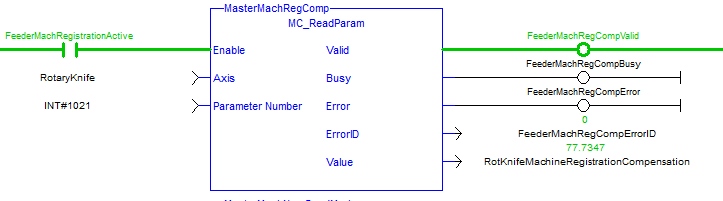 MasterMachRegComp
MC_ReadParam
FeederMachRegistrationActive
FeederMachRegCompValid
Enable
Valid
FeederMachRegCompBusy
RotaryKnife
Axis
Busy
FeederMachRegCompError
INT#1021
Parameter Number
Error
0
ErrorID
FeederMachRegCompErrorID
77.7347
Value
RotKnifeMachineRegistrationCompensation